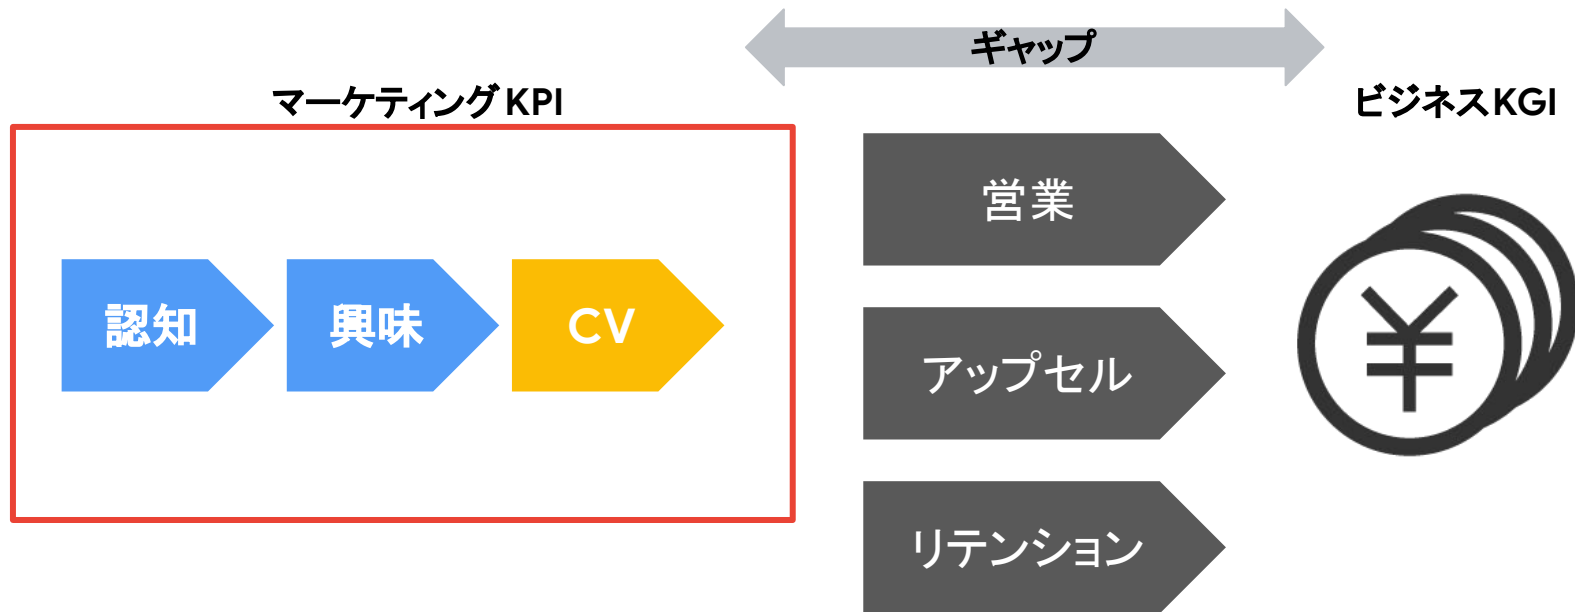 ギャップ
マーケティングKPI
ビジネスKGI
営業
認知
興味
CV
アップセル
リテンション